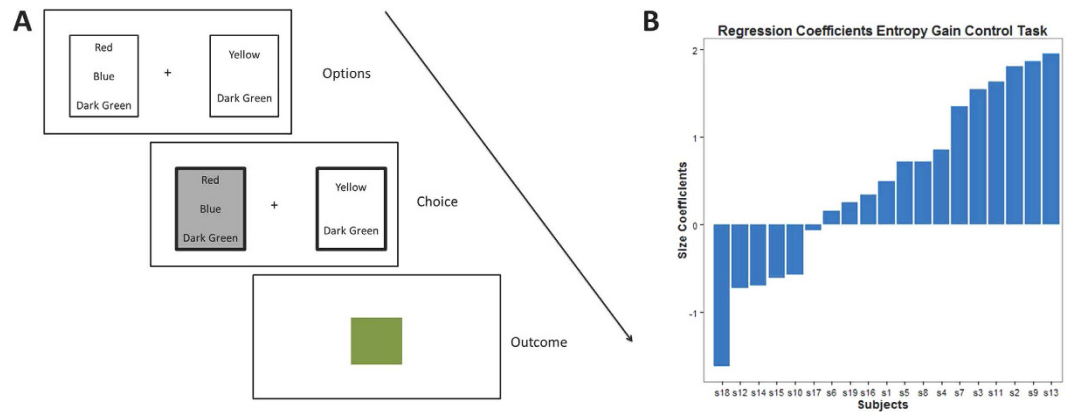 A
Red
Blue
Dark Green
+
Yellow
Dark Green
Options
Red
Blue
Dark Green
+
Yellow
Dark Green
Choice
Outcome
B
Regression Coefficients Entropy Gain Control Task
Size Coefficients
2
1
0
-1
s18 s12 s14 s15 s10 s17 s6 s19 s16 s1 s5 s8 s4 s7 s3 s11 s2 s9 s13
Subjects